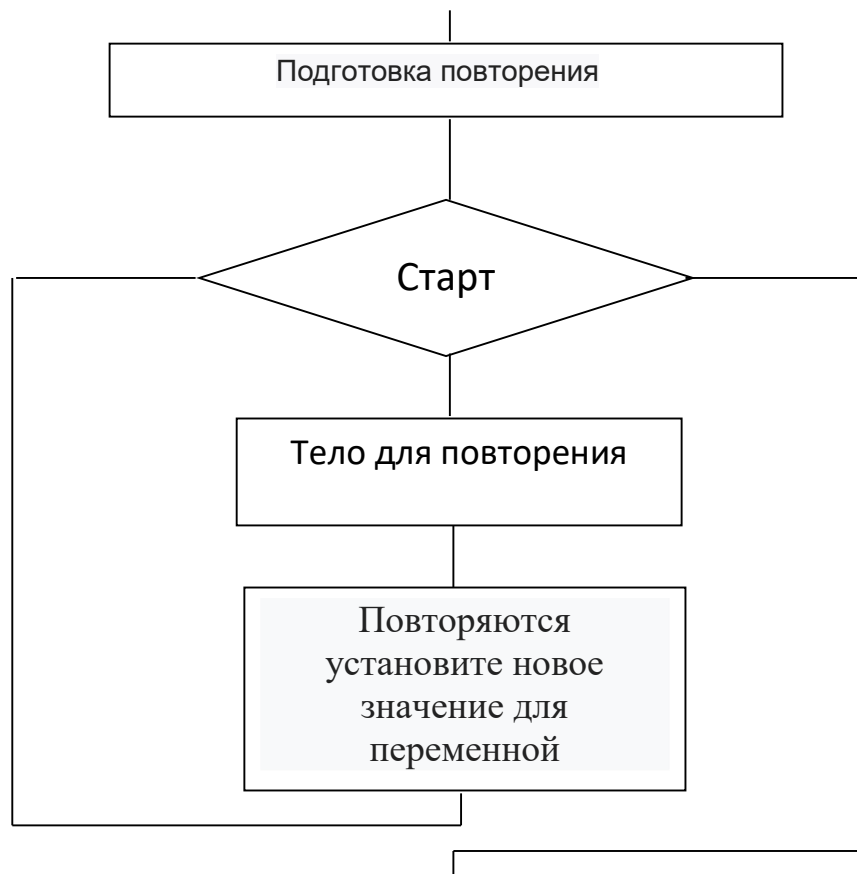 Подготовка повторения
Старт
Тело для повторения
Повторяются
установите новое
значение для
переменной